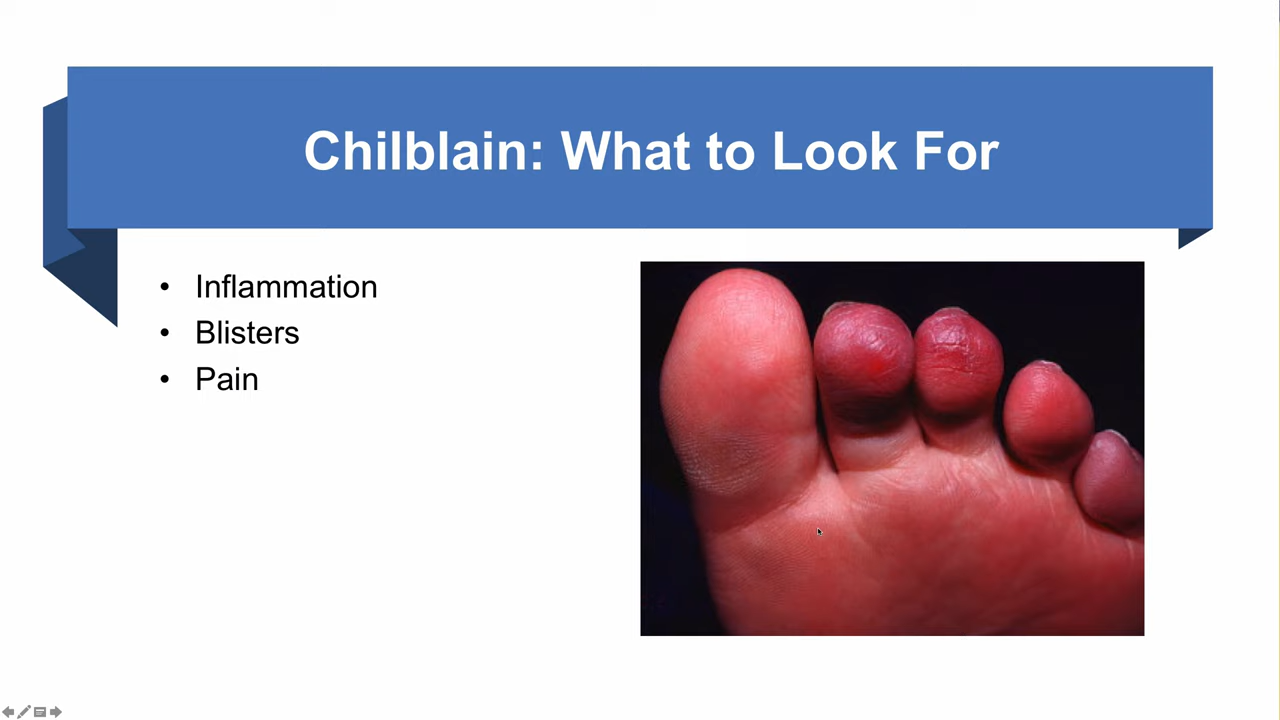 Chilblain: What to Look For
• Inflammation
• Blisters
• Pain